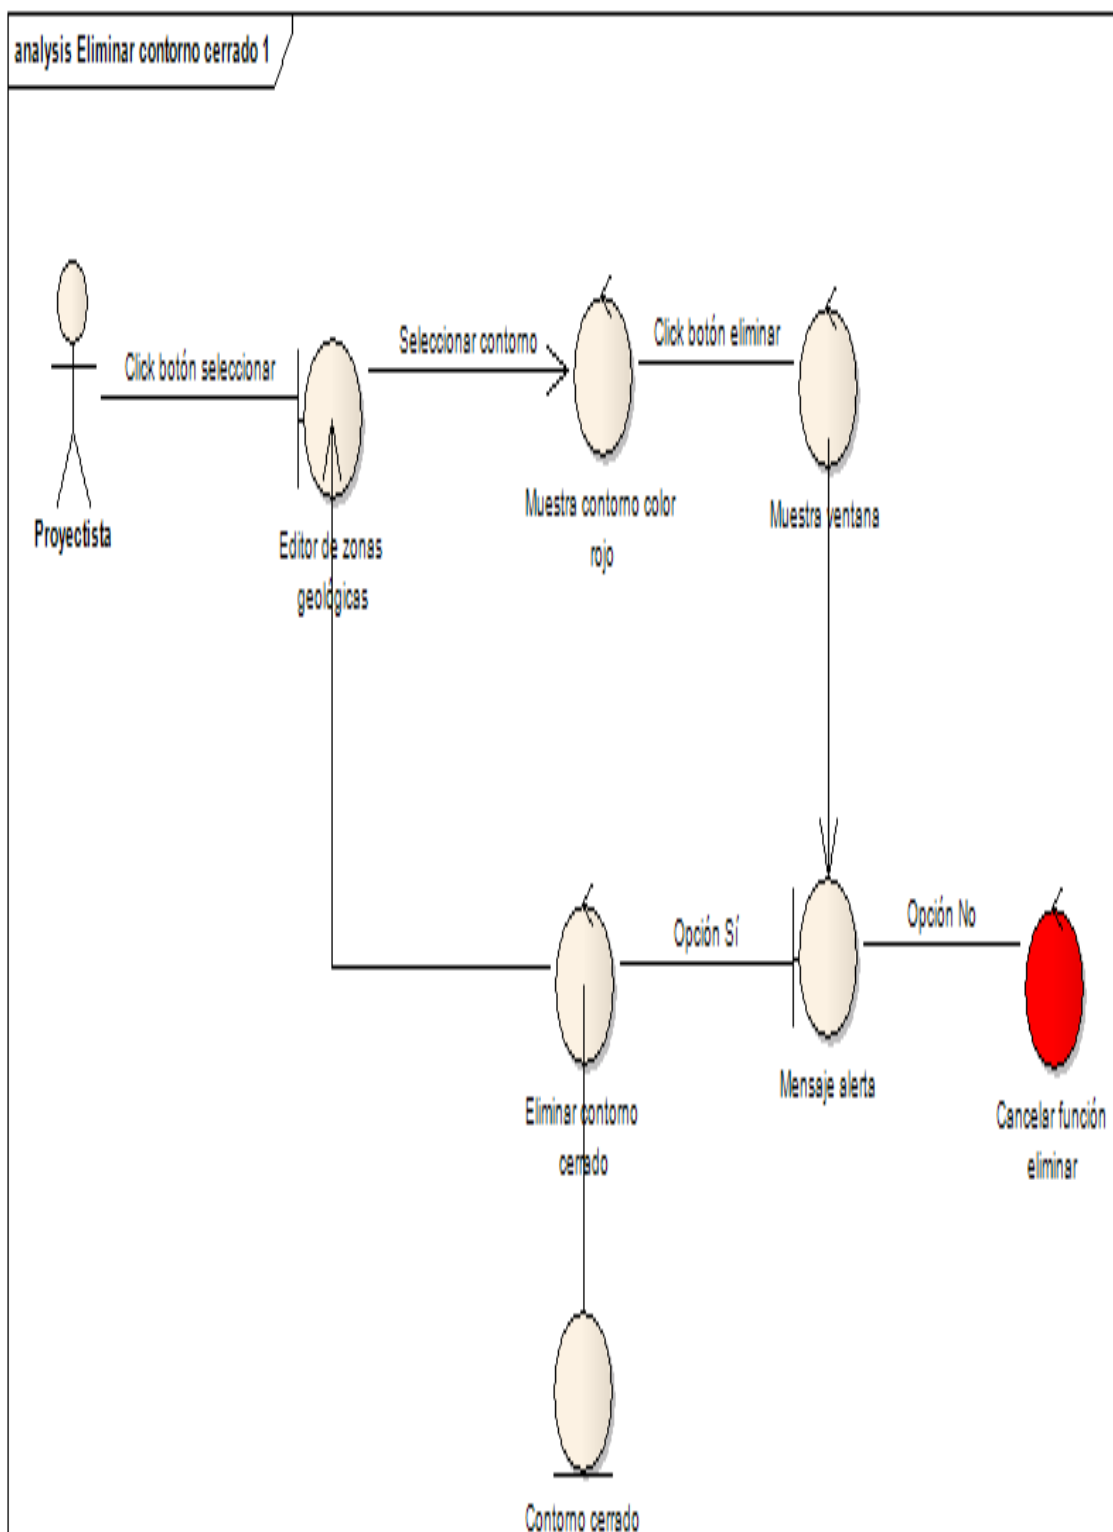 analysis Eliminar contorno cerrado 1
Click botón seleccionar
Seleccionar contorno
Click botón eliminar
Proyectista
Editor de zonas
geológicas
Muestra contorno color
rojo
Muestra ventana
Opción Sí
Opción No
Eliminar contorno
cerrado
Mensaje alerta
Cancelar función
eliminar
Contorno cerrado